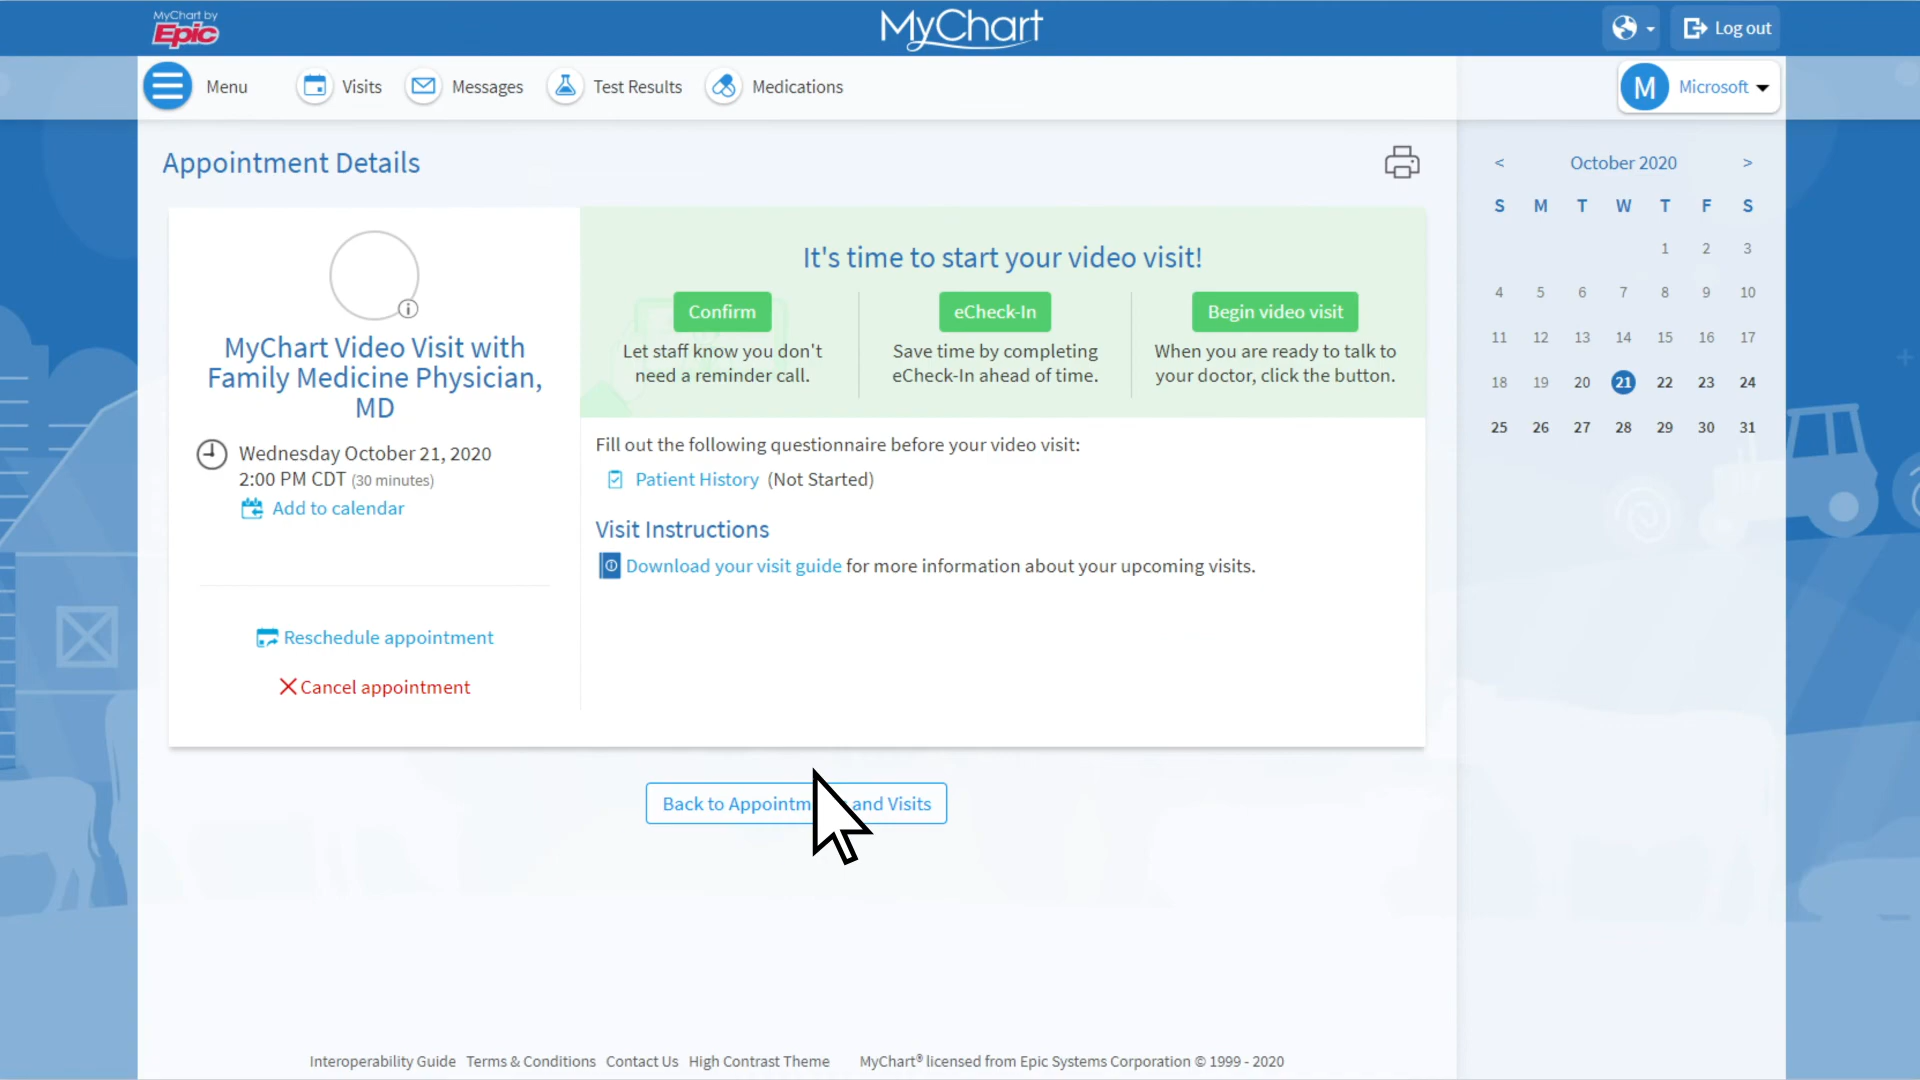 MyChart by
Epic
MyChart
Log out
Menu
Visits
Messages
Test Results
Medications
M
Microsoft
Appointment Details
MyChart Video Visit with
Family Medicine Physician,
MD
Wednesday October 21, 2020
2:00 PM CDT (30 minutes)
Add to calendar
Reschedule appointment
Cancel appointment
It's time to start your video visit!
Confirm
Let staff know you don't
need a reminder call.
eCheck-In
Save time by completing
eCheck-In ahead of time.
Begin video visit
When you are ready to talk to
your doctor, click the button.
Fill out the following questionnaire before your video visit:
Patient History (Not Started)
Visit Instructions
Download your visit guide for more information about your upcoming visits.
Back to and Visits
< October 2020 >
S M T W T F S
1 2 3
4 5 6 7 8 9 10
11 12 13 14 15 16 17
18 19 20 21 22 23 24
25 26 27 28 29 30 31
Interoperability Guide Terms & Conditions Contact Us High Contrast Theme MyChart® licensed from Epic Systems Corporation © 1999 - 2020